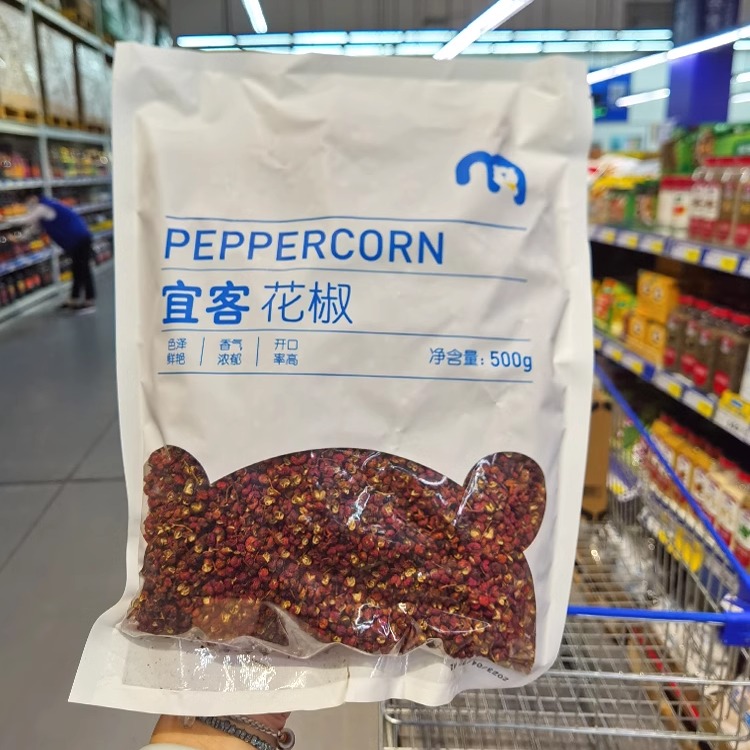 PEPPERCORN
宜客 花椒
色泽 香气 开口
鲜艳 浓郁 率高
净含量: 500g